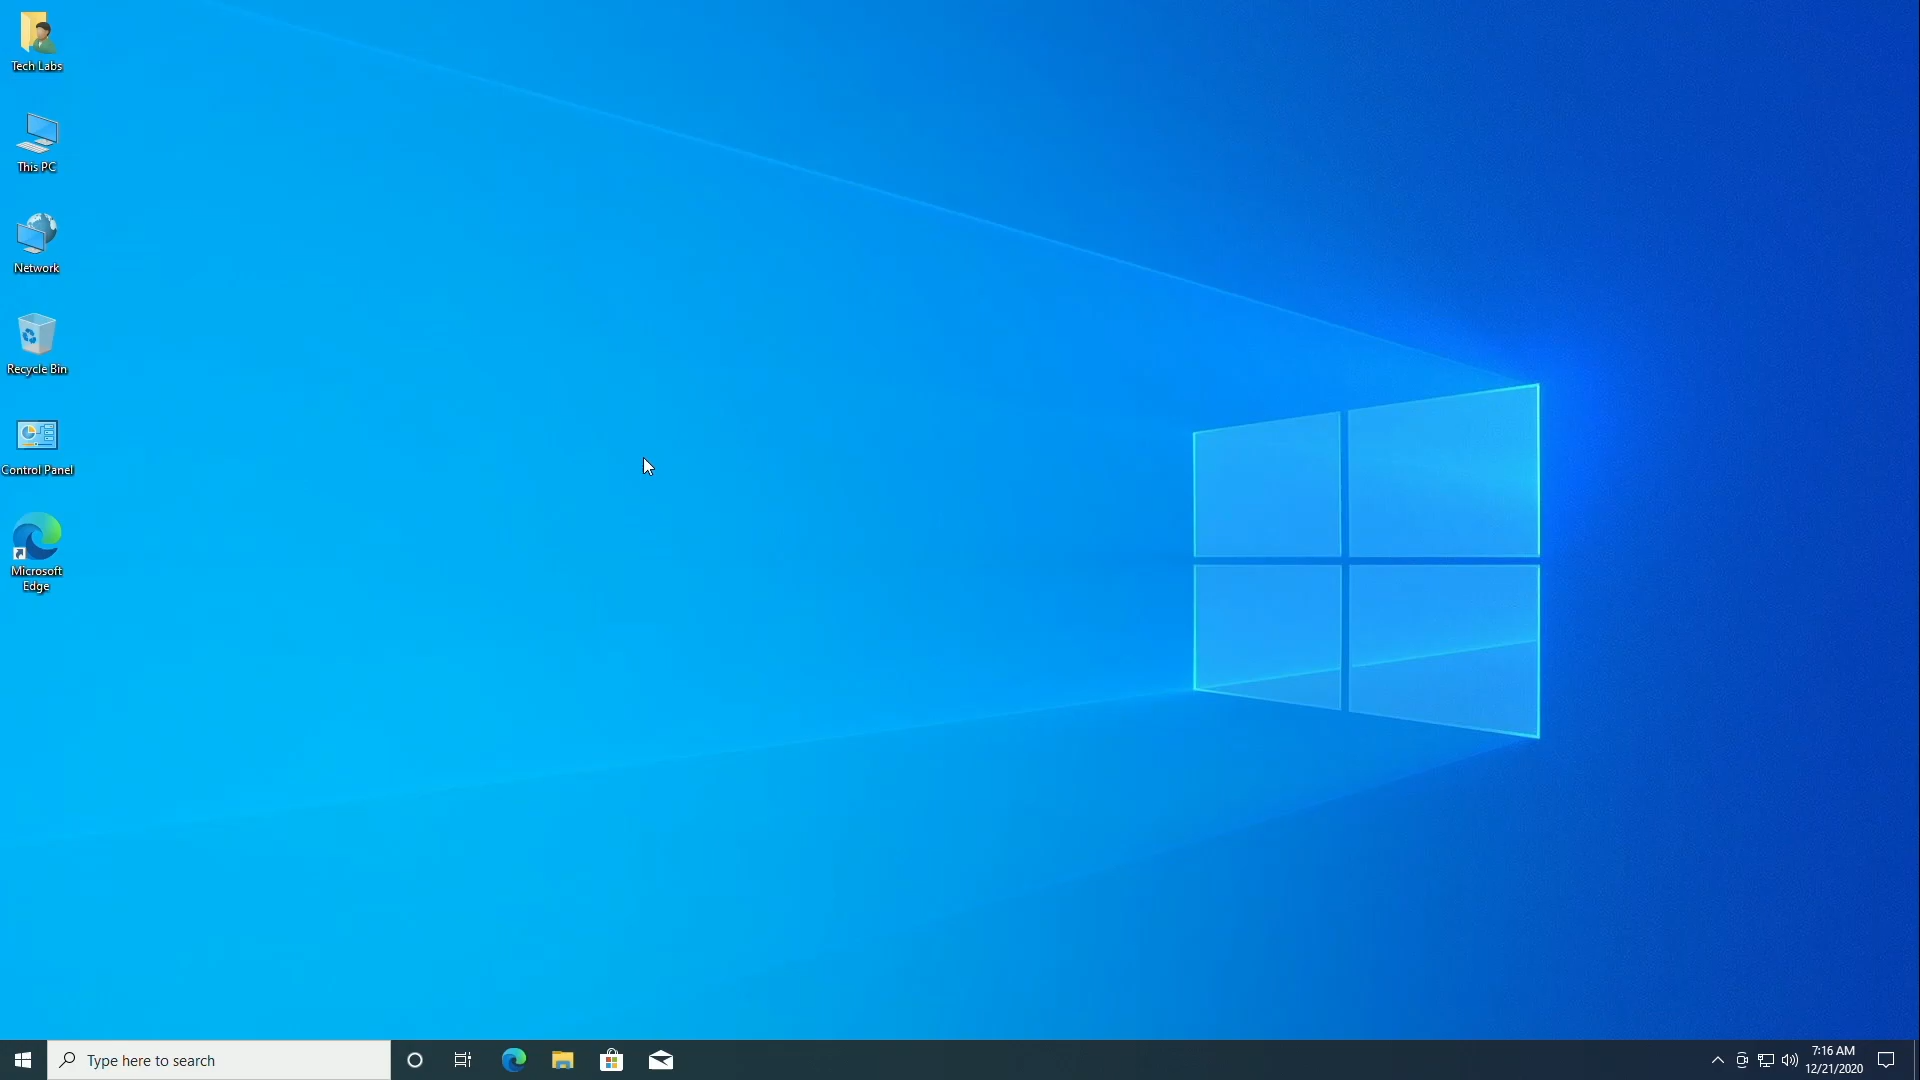 Tech Labs
This PC
Network
Recycle Bin
Control Panel
Microsoft
Edge
Type here to search
7:16 AM
12/21/2020